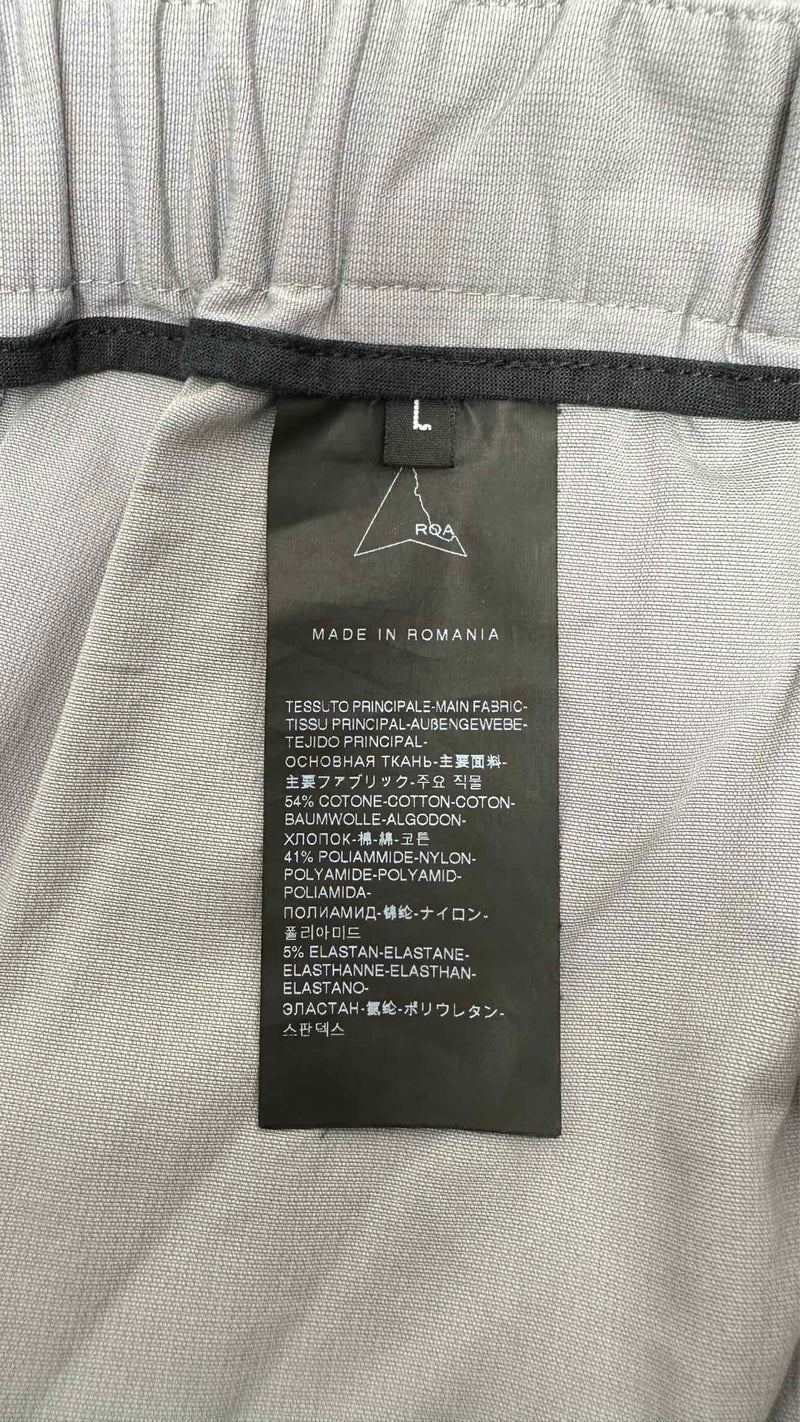 L
ROA
MADE IN ROMANIA
TESSUTO PRINCIPALE-MAIN FABRIC-
TISSU PRINCIPAL-AUßENGEWEBE-
TEJIDO PRINCIPAL-
ОСНОВНАЯ ТКАНЬ-主要面料-
主要ファブリック-주요 직물
54% COTONE-COTTON-COTON-
BAUMWOLLE-ALGODON-
ХЛОПОК-棉-綿-코튼
41% POLIAMMIDE-NYLON-
POLYAMIDE-POLYAMID-
POLIAMIDA-
ПОЛИАМИД-锦纶-ナイロン-
폴리아미드
5% ELASTAN-ELASTANE-
ELASTHANNE-ELASTHAN-
ELASTANO-
ЭЛАСТАН-氨纶-ポリウレタン-
스판덱스